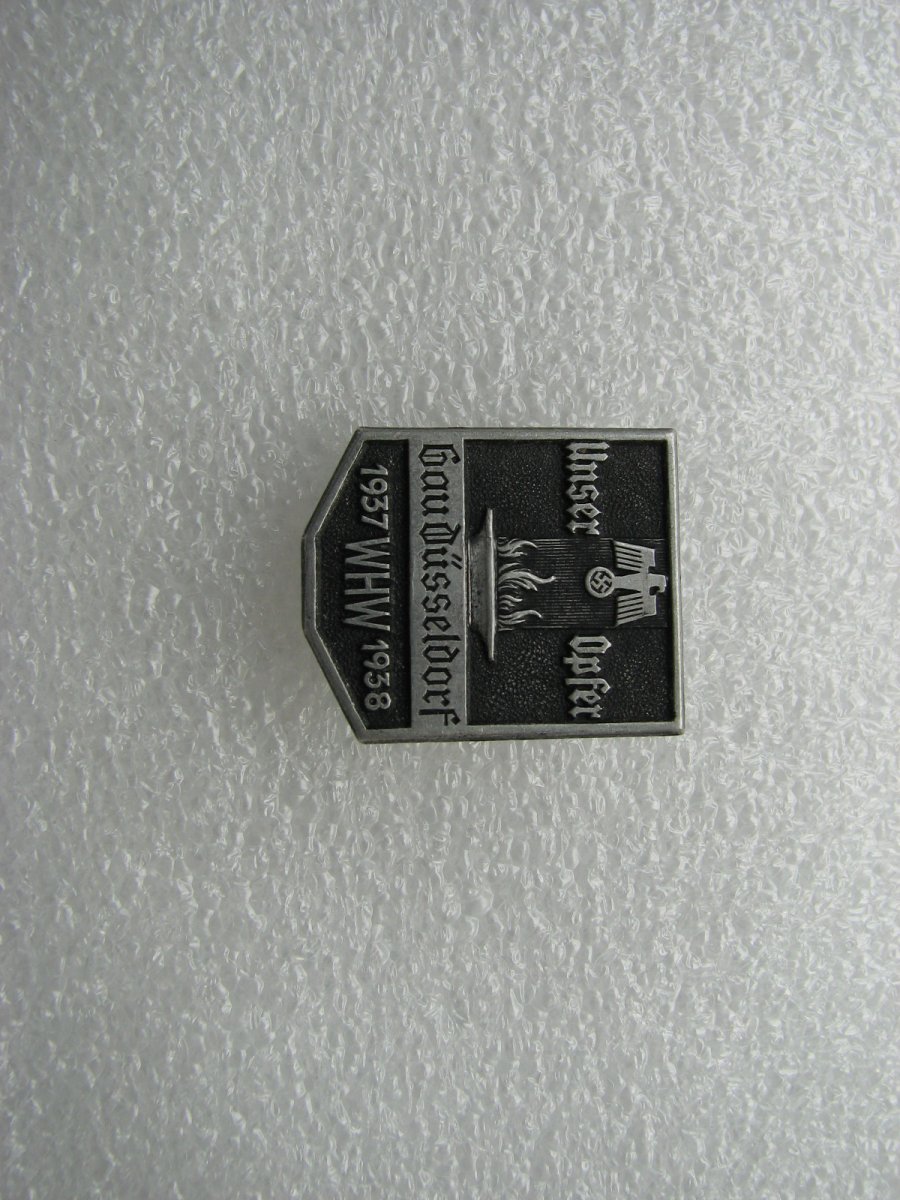 Unser Opfer
Gau Düsseldorf
1937 WHW 1938